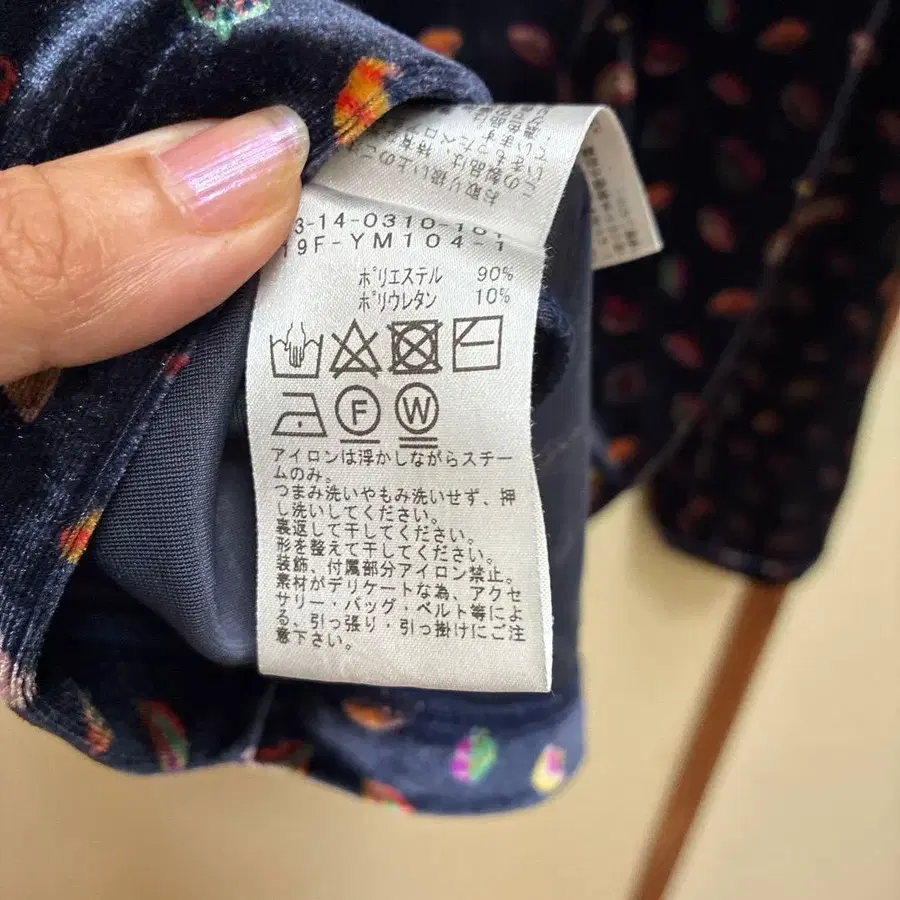 3-14-0310-101
19F-YM104-1
ポリエステル 90%
ポリウレタン 10%
F W
アイロンは浮かしながらスチー
ムのみ。
つまみ洗いやもみ洗いせず、押
し洗いしてください。
裏返して干してください。
形を整えて干してください。
装飾、付属部分アイロン禁止。
素材がデリケートな為、アクセ
サリー・バッグ・ベルト等によ
る、引っ張り・引っ掛けにご注
意下さい。